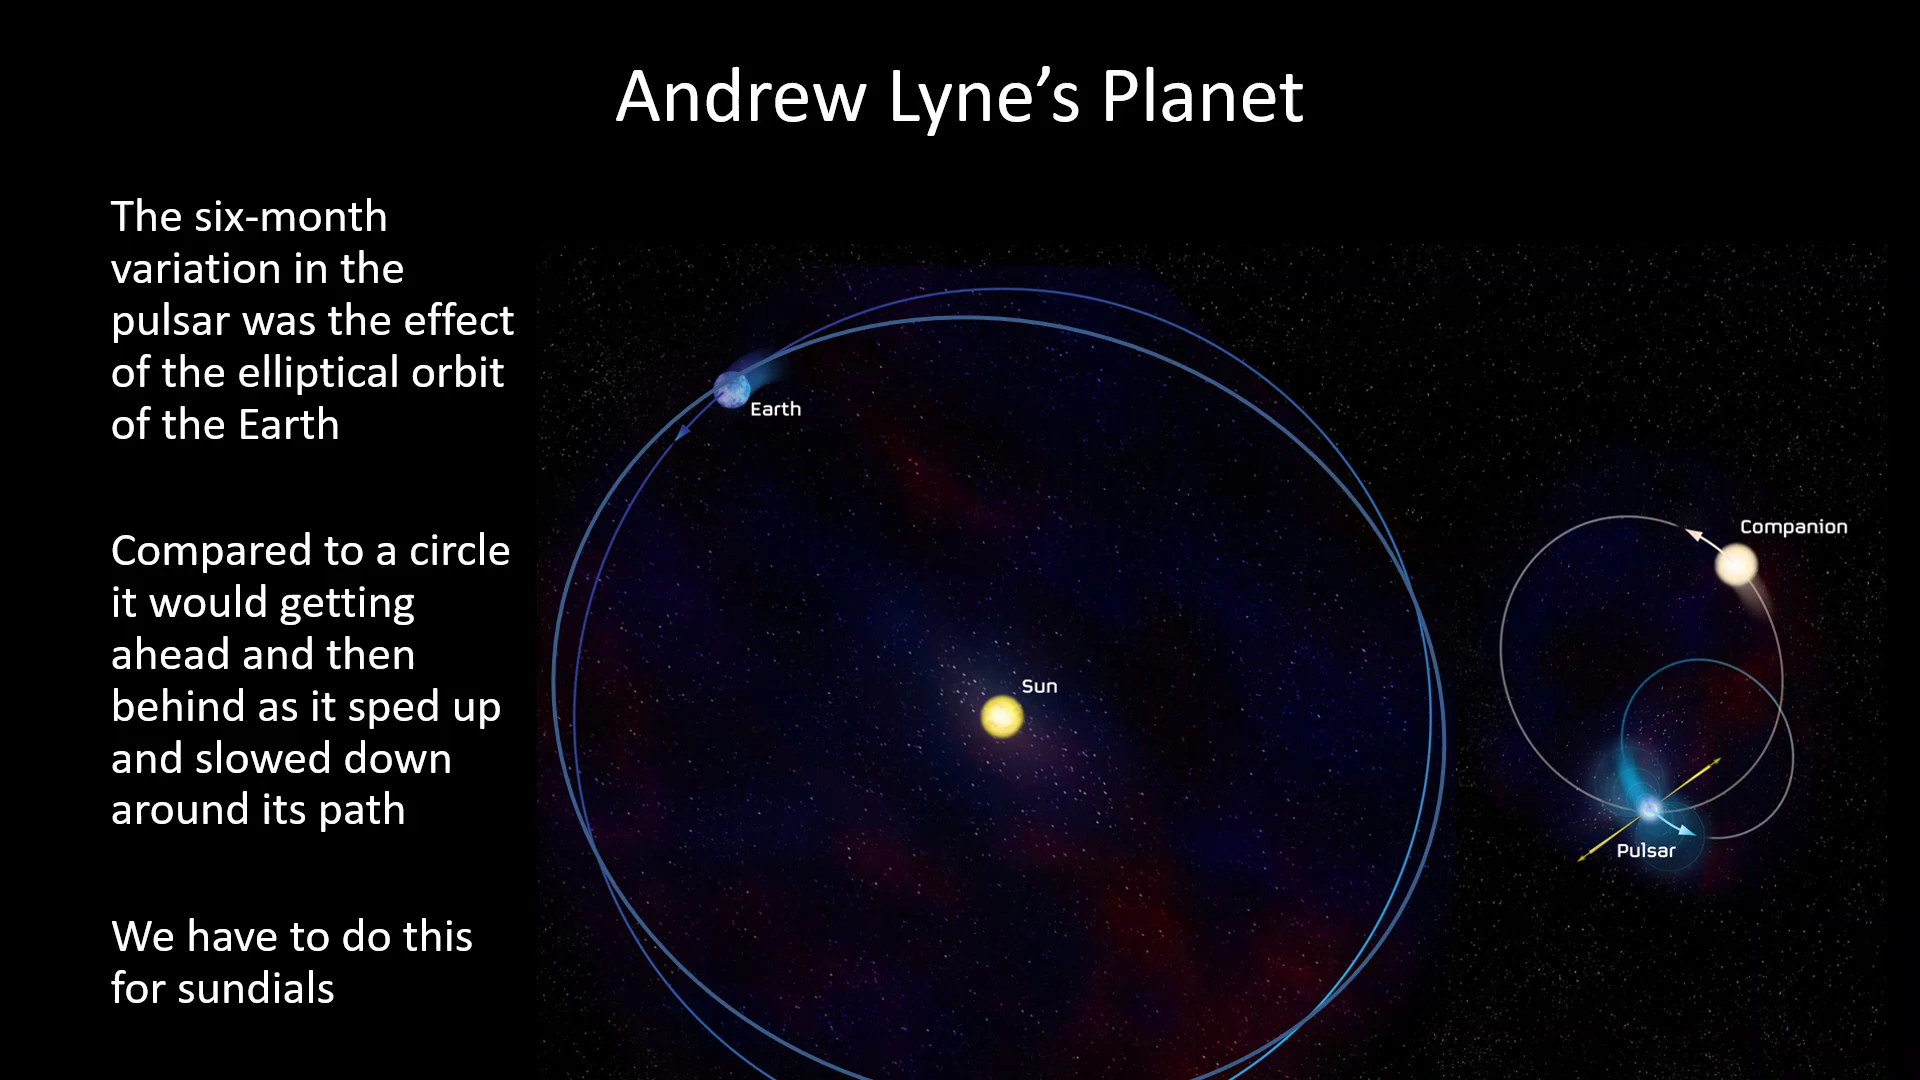 Andrew Lyne’s Planet
The six-month
variation in the
pulsar was the effect
of the elliptical orbit
of the Earth
Compared to a circle
it would getting
ahead and then
behind as it sped up
and slowed down
around its path
We have to do this
for sundials
Earth
Sun
Companion
Pulsar